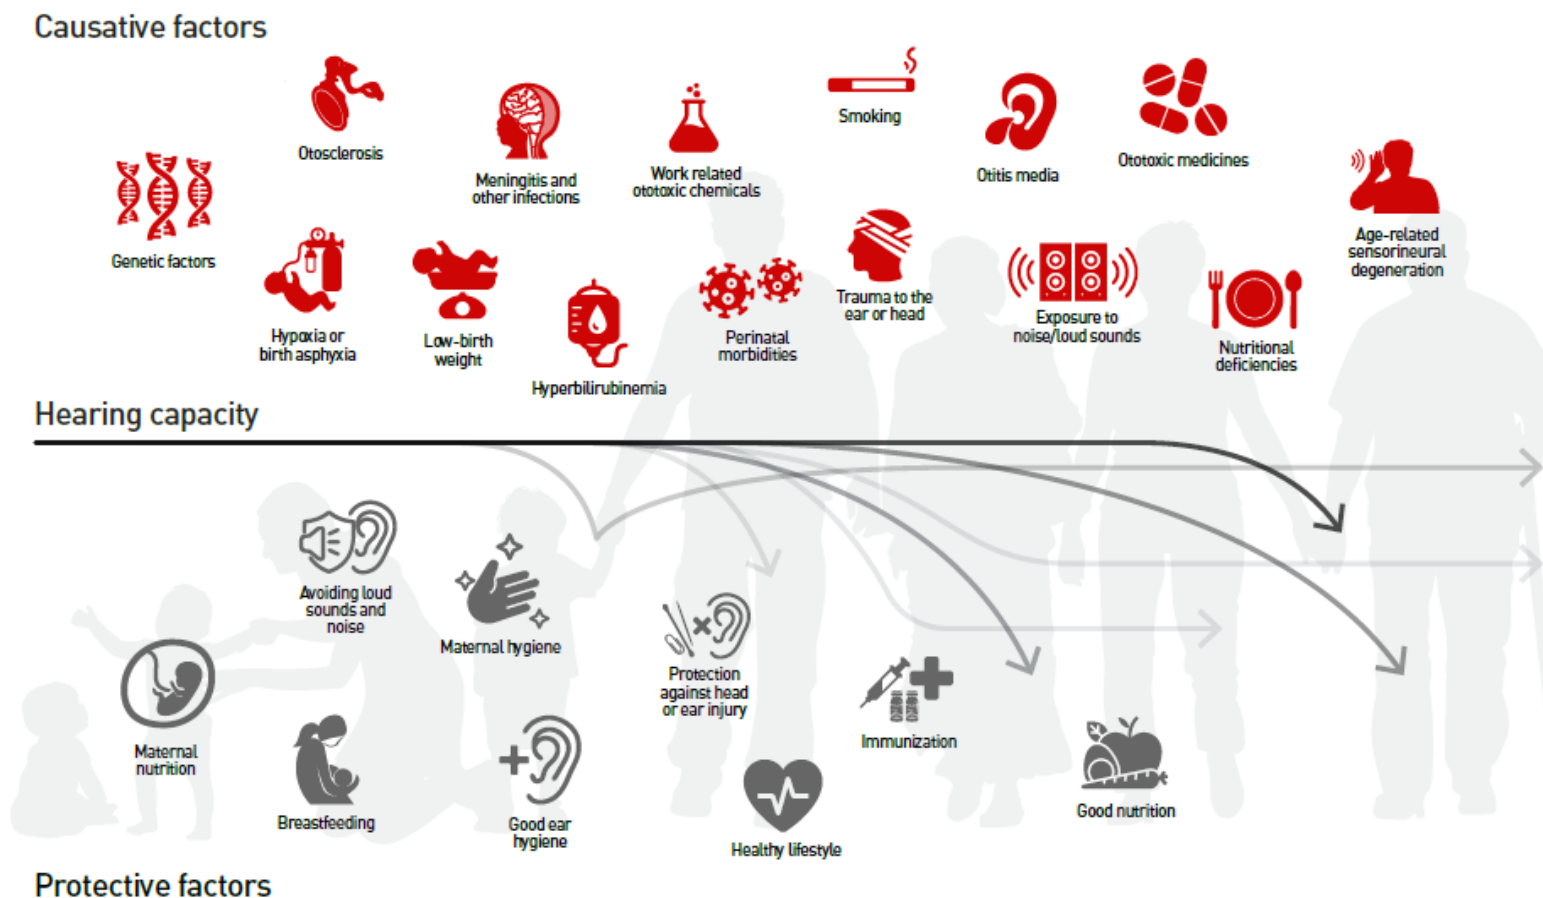 Causative factors
Otosclerosis
Meningitis and
other infections
Work related
ototoxic chemicals
Smoking
Otitis media
Ototoxic medicines
Age-related
sensorineural
degeneration
Genetic factors
Hypoxia or
birth asphyxia
Low-birth
weight
Hyperbilirubinemia
Perinatal
morbidities
Trauma to the
ear or head
Exposure to
noise/loud sounds
Nutritional
deficiencies
Hearing capacity
Avoiding loud
sounds and
noise
Maternal hygiene
Protection
against head
or ear injury
Immunization
Maternal
nutrition
Breastfeeding
Good ear
hygiene
Healthy lifestyle
Good nutrition
Protective factors